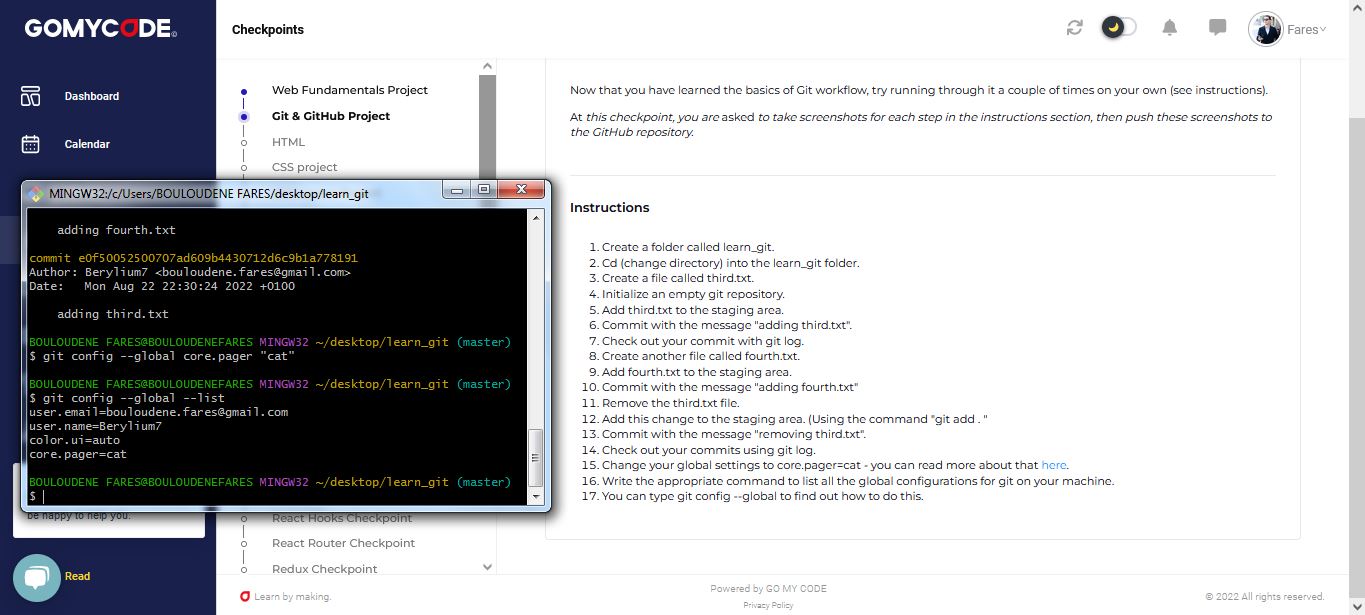 GOMYCODE
Checkpoints
Fares
Dashboard
Calendar
Web Fundamentals Project
Git & GitHub Project
HTML
CSS project
Now that you have learned the basics of Git workflow, try running through it a couple of times on your own (see instructions).
At this checkpoint, you are asked to take screenshots for each step in the instructions section, then push these screenshots to
the GitHub repository.
Instructions
1. Create a folder called learn_git.
2. Cd (change directory) into the learn_git folder.
3. Create a file called third.txt.
4. Initialize an empty git repository.
5. Add third.txt to the staging area.
6. Commit with the message "adding third.txt".
7. Check out your commit with git log.
8. Create another file called fourth.txt.
9. Add fourth.txt to the staging area.
10. Commit with the message "adding fourth.txt"
11. Remove the third.txt file.
12. Add this change to the staging area. (Using the command "git add . "
13. Commit with the message "removing third.txt".
14. Check out your commits using git log.
15. Change your global settings to core.pager=cat - you can read more about that here.
16. Write the appropriate command to list all the global configurations for git on your machine.
17. You can type git config --global to find out how to do this.
MINGW32:/c/Users/BOULOUDENE FARES/desktop/learn_git
adding fourth.txt
commit e0f50052500707ad609b4430712d6c9b1a778191
Author: Berylium7 <bouloudene.fares@gmail.com>
Date: Mon Aug 22 22:30:24 2022 +0100
adding third.txt
BOULOUDENE FARES@BOULOUDENEFARES MINGW32 ~/desktop/learn_git (master)
$ git config --global core.pager "cat"
BOULOUDENE FARES@BOULOUDENEFARES MINGW32 ~/desktop/learn_git (master)
$ git config --global --list
user.email=bouloudene.fares@gmail.com
user.name=Berylium7
color.ui=auto
core.pager=cat
BOULOUDENE FARES@BOULOUDENEFARES MINGW32 ~/desktop/learn_git (master)
$
be happy to help you.
React Hooks Checkpoint
React Router Checkpoint
Redux Checkpoint
Read
Learn by making.
Powered by GO MY CODE
Privacy Policy
© 2022 All rights reserved.